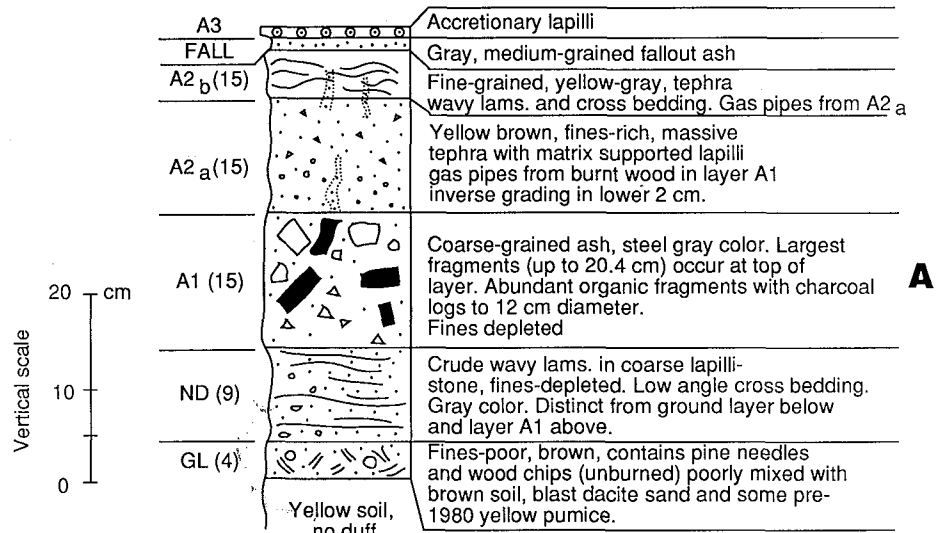 A3
Accretionary lapilli
FALL
Gray, medium-grained fallout ash
A2 b (15)
Fine-grained, yellow-gray, tephra
wavy lams. and cross bedding. Gas pipes from A2 a
A2 a (15)
Yellow brown, fines-rich, massive
tephra with matrix supported lapilli
gas pipes from burnt wood in layer A1
inverse grading in lower 2 cm.
A1 (15)
Coarse-grained ash, steel gray color. Largest
fragments (up to 20.4 cm) occur at top of
layer. Abundant organic fragments with charcoal
logs to 12 cm diameter.
Fines depleted
A
20 cm
10
0
Vertical scale
ND (9)
Crude wavy lams. in coarse lapilli-
stone, fines-depleted. Low angle cross bedding.
Gray color. Distinct from ground layer below
and layer A1 above.
GL (4)
Fines-poor, brown, contains pine needles
and wood chips (unburned) poorly mixed with
brown soil, blast dacite sand and some pre-
1980 yellow pumice.
Yellow soil,
no duff